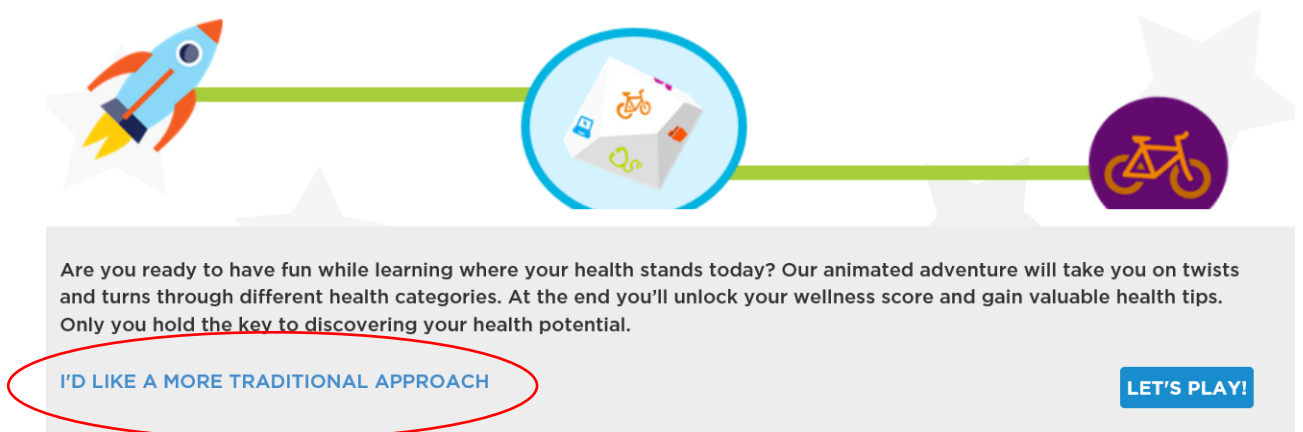 Are you ready to have fun while learning where your health stands today? Our animated adventure will take you on twists
and turns through different health categories. At the end you’ll unlock your wellness score and gain valuable health tips.
Only you hold the key to discovering your health potential.
I'D LIKE A MORE TRADITIONAL APPROACH
LET'S PLAY!